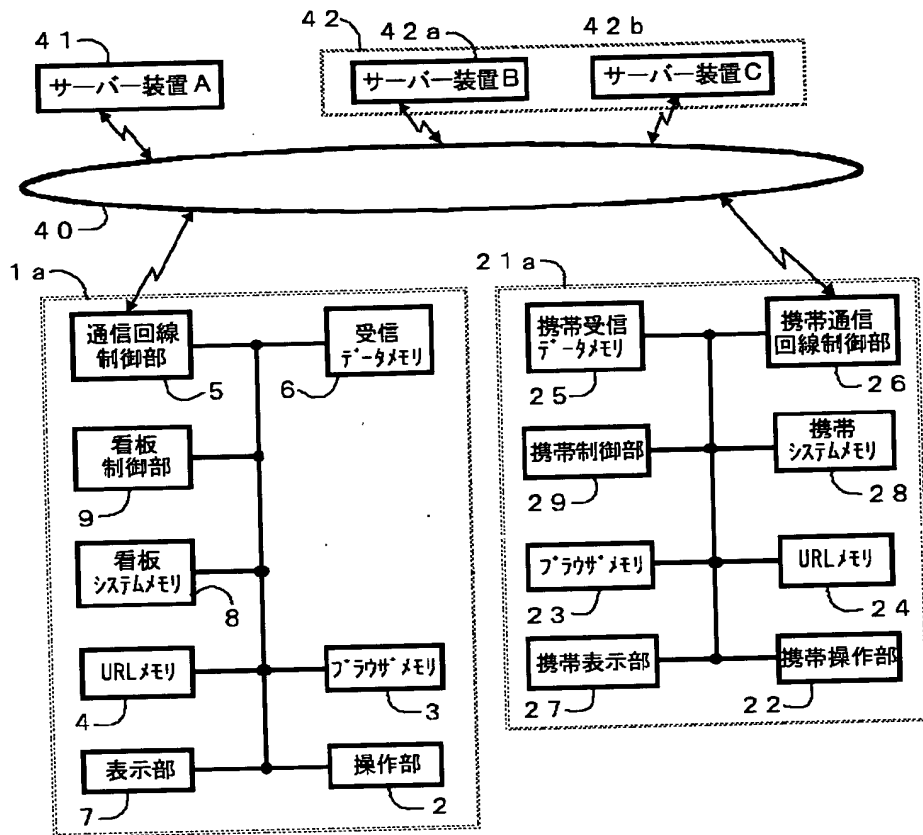 41
42
42a
42b
サーバー装置A
サーバー装置B
サーバー装置C
40
1a
通信回線
制御部
5
受信
データメモリ
6
看板
制御部
9
看板
システムメモリ
8
URLメモリ
4
ブラウザメモリ
3
表示部
7
操作部
2
21a
携帯受信
データメモリ
25
携帯通信
回線制御部
26
携帯制御部
29
携帯
システムメモリ
28
ブラウザメモリ
23
URLメモリ
24
携帯表示部
27
携帯操作部
22